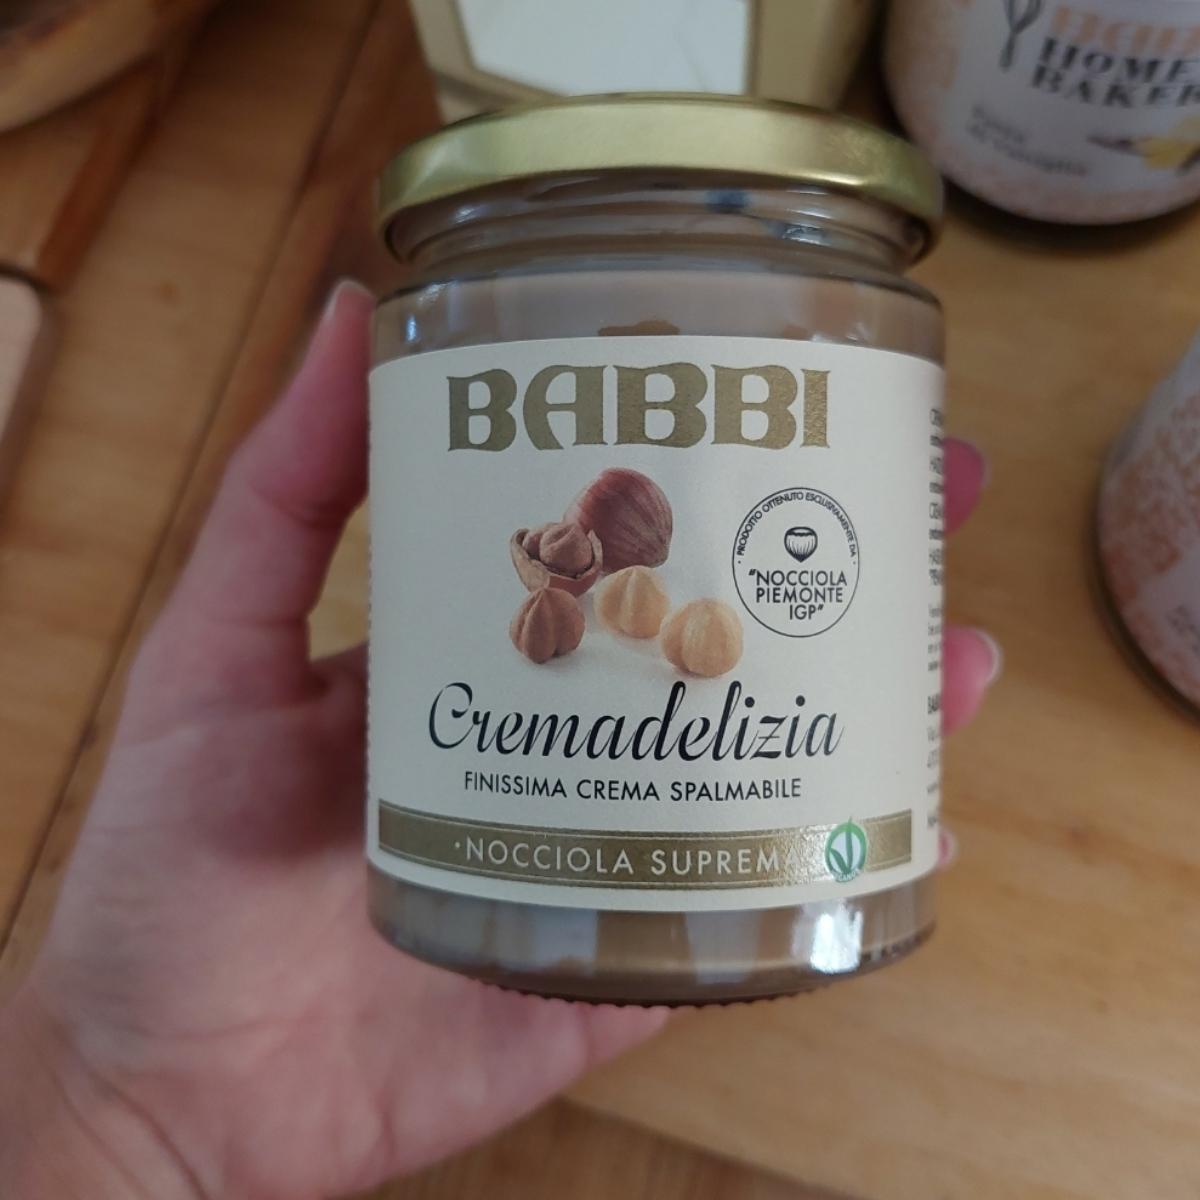 BABBI
PRODOTTO OTTENUTO ESCLUSIVAMENTE DA
"NOCCIOLA
PIEMONTE
IGP"
Cremadelizia
FINISSIMA CREMA SPALMABILE
·NOCCIOLA SUPREMA
HOME
BAKER